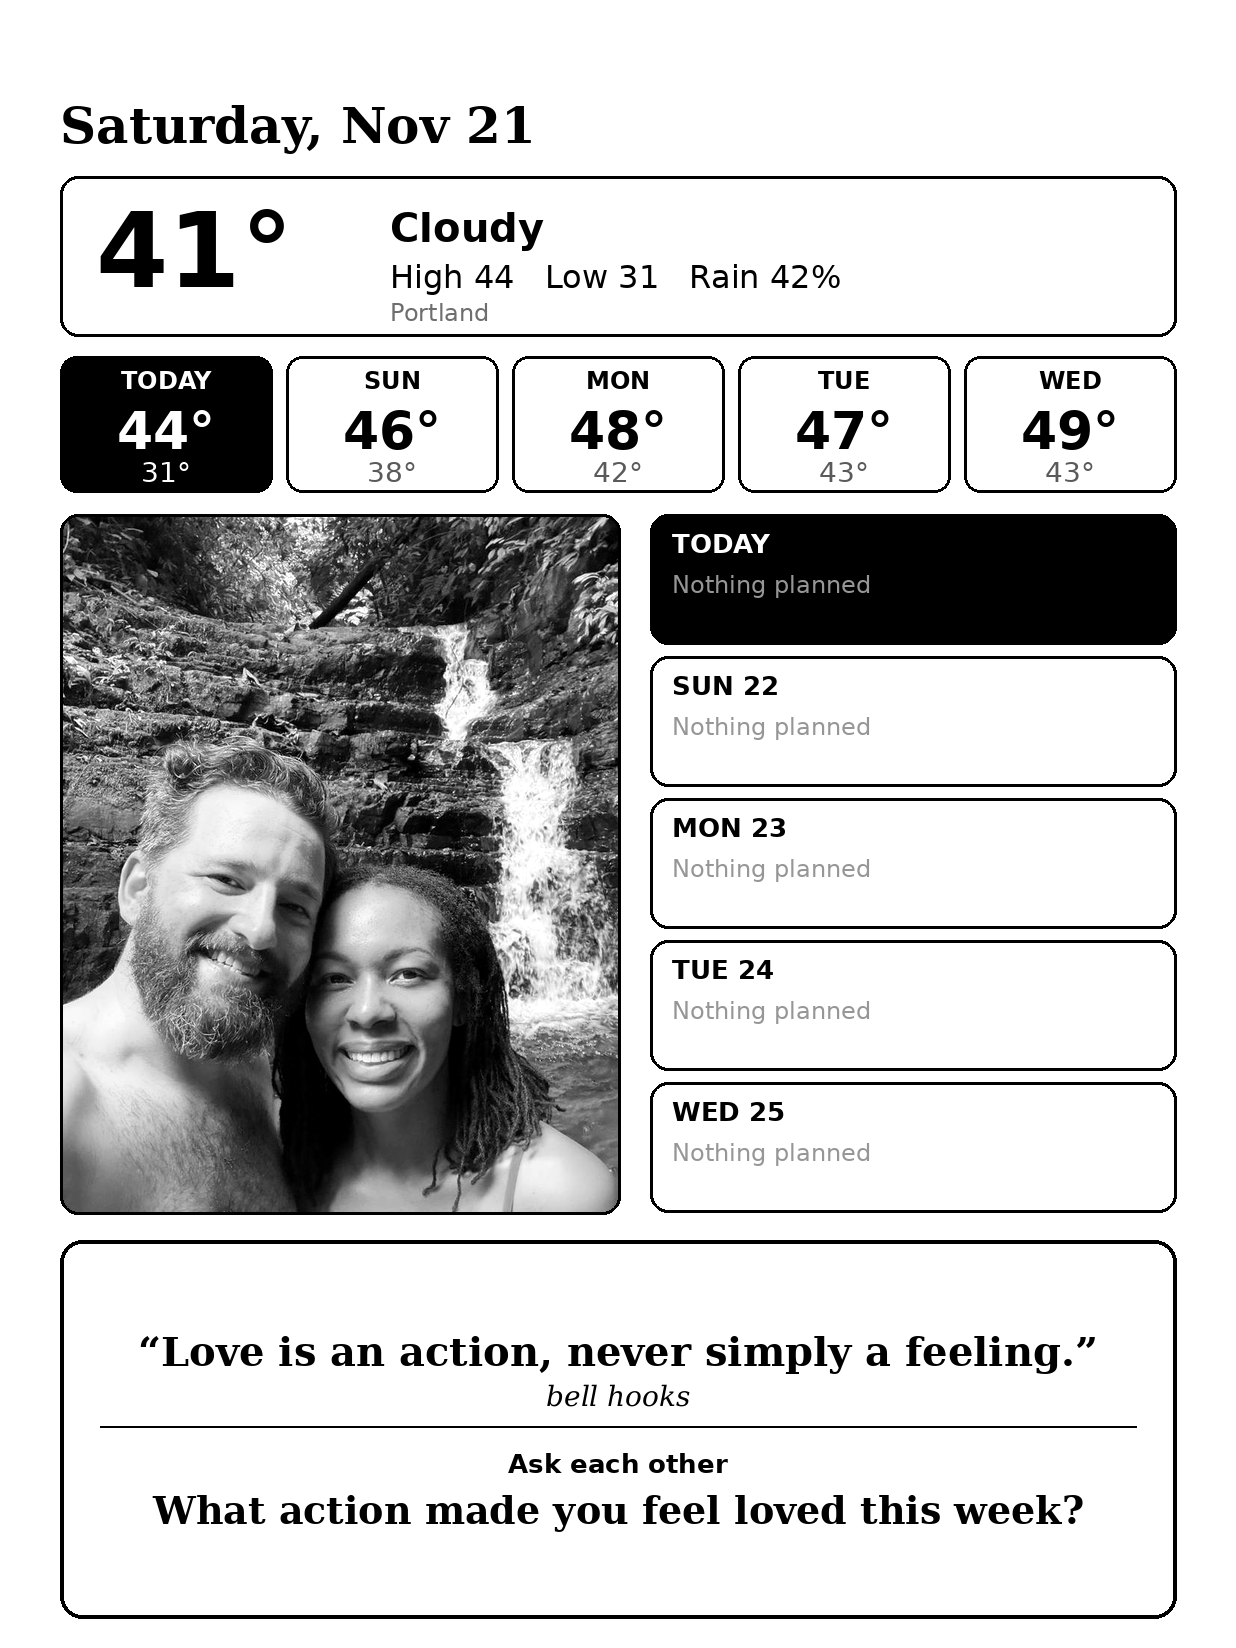 Saturday, Nov 21
41°
Cloudy
High 44 Low 31 Rain 42%
Portland
TODAY
44°
31°
SUN
46°
38°
MON
48°
42°
TUE
47°
43°
WED
49°
43°
TODAY
Nothing planned
SUN 22
Nothing planned
MON 23
Nothing planned
TUE 24
Nothing planned
WED 25
Nothing planned
“Love is an action, never simply a feeling.”
bell hooks
Ask each other
What action made you feel loved this week?